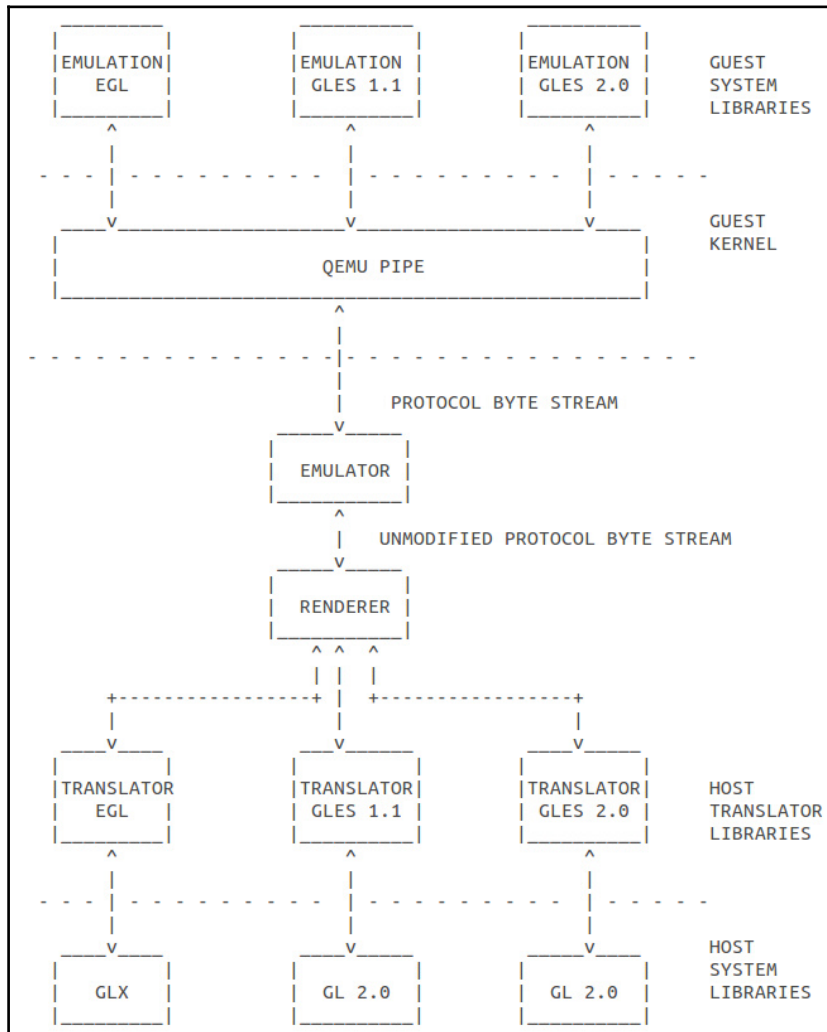 EMULATION EMULATION EMULATION GUEST
EGL GLES 1.1 GLES 2.0 SYSTEM
LIBRARIES
GUEST
KERNEL
QEMU PIPE
PROTOCOL BYTE STREAM
EMULATOR
UNMODIFIED PROTOCOL BYTE STREAM
RENDERER
TRANSLATOR TRANSLATOR TRANSLATOR HOST
EGL GLES 1.1 GLES 2.0 TRANSLATOR
LIBRARIES
HOST
GLX GL 2.0 GL 2.0 SYSTEM
LIBRARIES